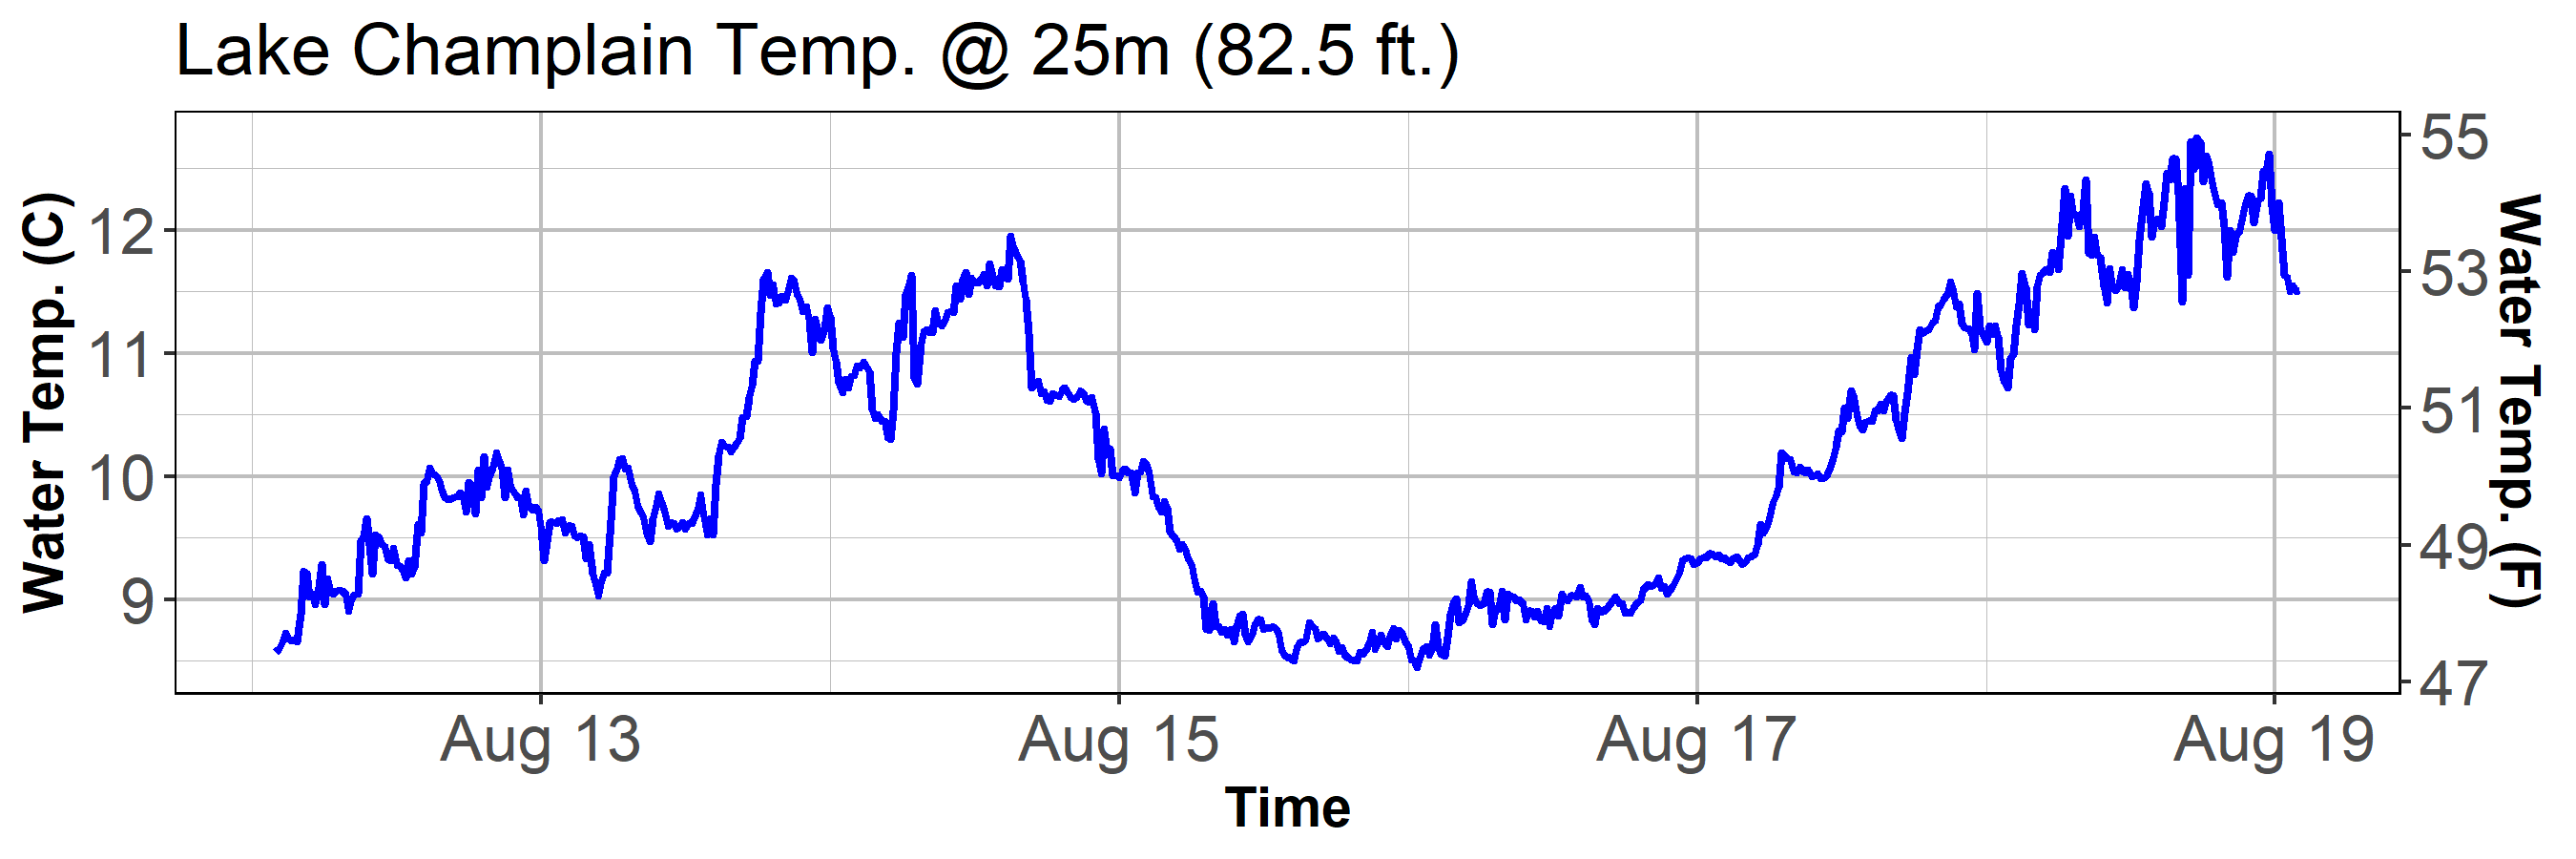 Lake Champlain Temp. @ 25m (82.5 ft.)
Water Temp. (C)
12
11
10
9
55
53
51
49
47
Water Temp. (F)
Aug 13 Aug 15 Aug 17 Aug 19
Time